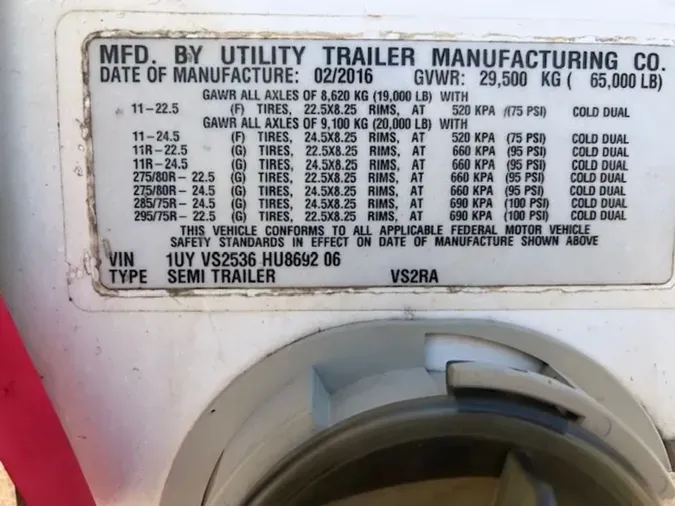 MFD. BY UTILITY TRAILER MANUFACTURING CO.
DATE OF MANUFACTURE: 02/2016 GVWR: 29,500 KG ( 65,000 LB)
GAWR ALL AXLES OF 8,620 KG (19,000 LB) WITH
11-22.5 (F) TIRES, 22.5X8.25 RIMS, AT 520 KPA /(75 PSI) COLD DUAL
GAWR ALL AXLES OF 9,100 KG (20,000 LB) WITH
11-24.5 (F) TIRES, 24.5X8.25 RIMS, AT 520 KPA (75 PSI) COLD DUAL
11R-22.5 (G) TIRES, 22.5X8.25 RIMS, AT 660 KPA (95 PSI) COLD DUAL
11R-24.5 (G) TIRES, 24.5X8.25 RIMS, AT 660 KPA (95 PSI) COLD DUAL
275/80R- 22.5 (G) TIRES, 22.5X8.25 RIMS, AT 660 KPA (95 PSI) COLD DUAL
275/80R- 24.5 (G) TIRES, 24.5X8.25 RIMS, AT 660 KPA (95 PSI) COLD DUAL
285/75R- 24.5 (G) TIRES, 24.5X8.25 RIMS, AT 690 KPA (100 PSI) COLD DUAL
295/75R- 22.5 (G) TIRES, 22.5X8.25 RIMS, AT 690 KPA (100 PSI) COLD DUAL
THIS VEHICLE CONFORMS TO ALL APPLICABLE FEDERAL MOTOR VEHICLE
SAFETY STANDARDS IN EFFECT ON DATE OF MANUFACTURE SHOWN ABOVE
VIN 1UY VS2536 HU8692 06
TYPE SEMI TRAILER VS2RA